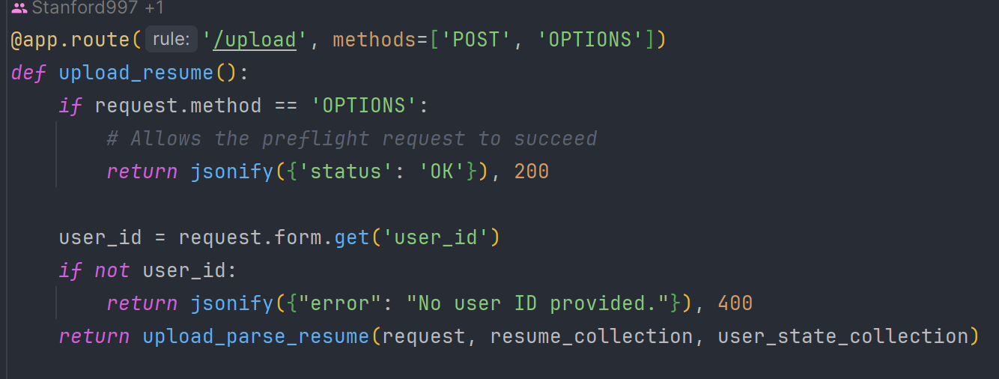 Stanford997 +1
@app.route( rule: '/upload', methods=['POST', 'OPTIONS'])
def upload_resume():
    if request.method == 'OPTIONS':
        # Allows the preflight request to succeed
        return jsonify({'status': 'OK'}), 200
    user_id = request.form.get('user_id')
    if not user_id:
        return jsonify({"error": "No user ID provided."}), 400
    return upload_parse_resume(request, resume_collection, user_state_collection)